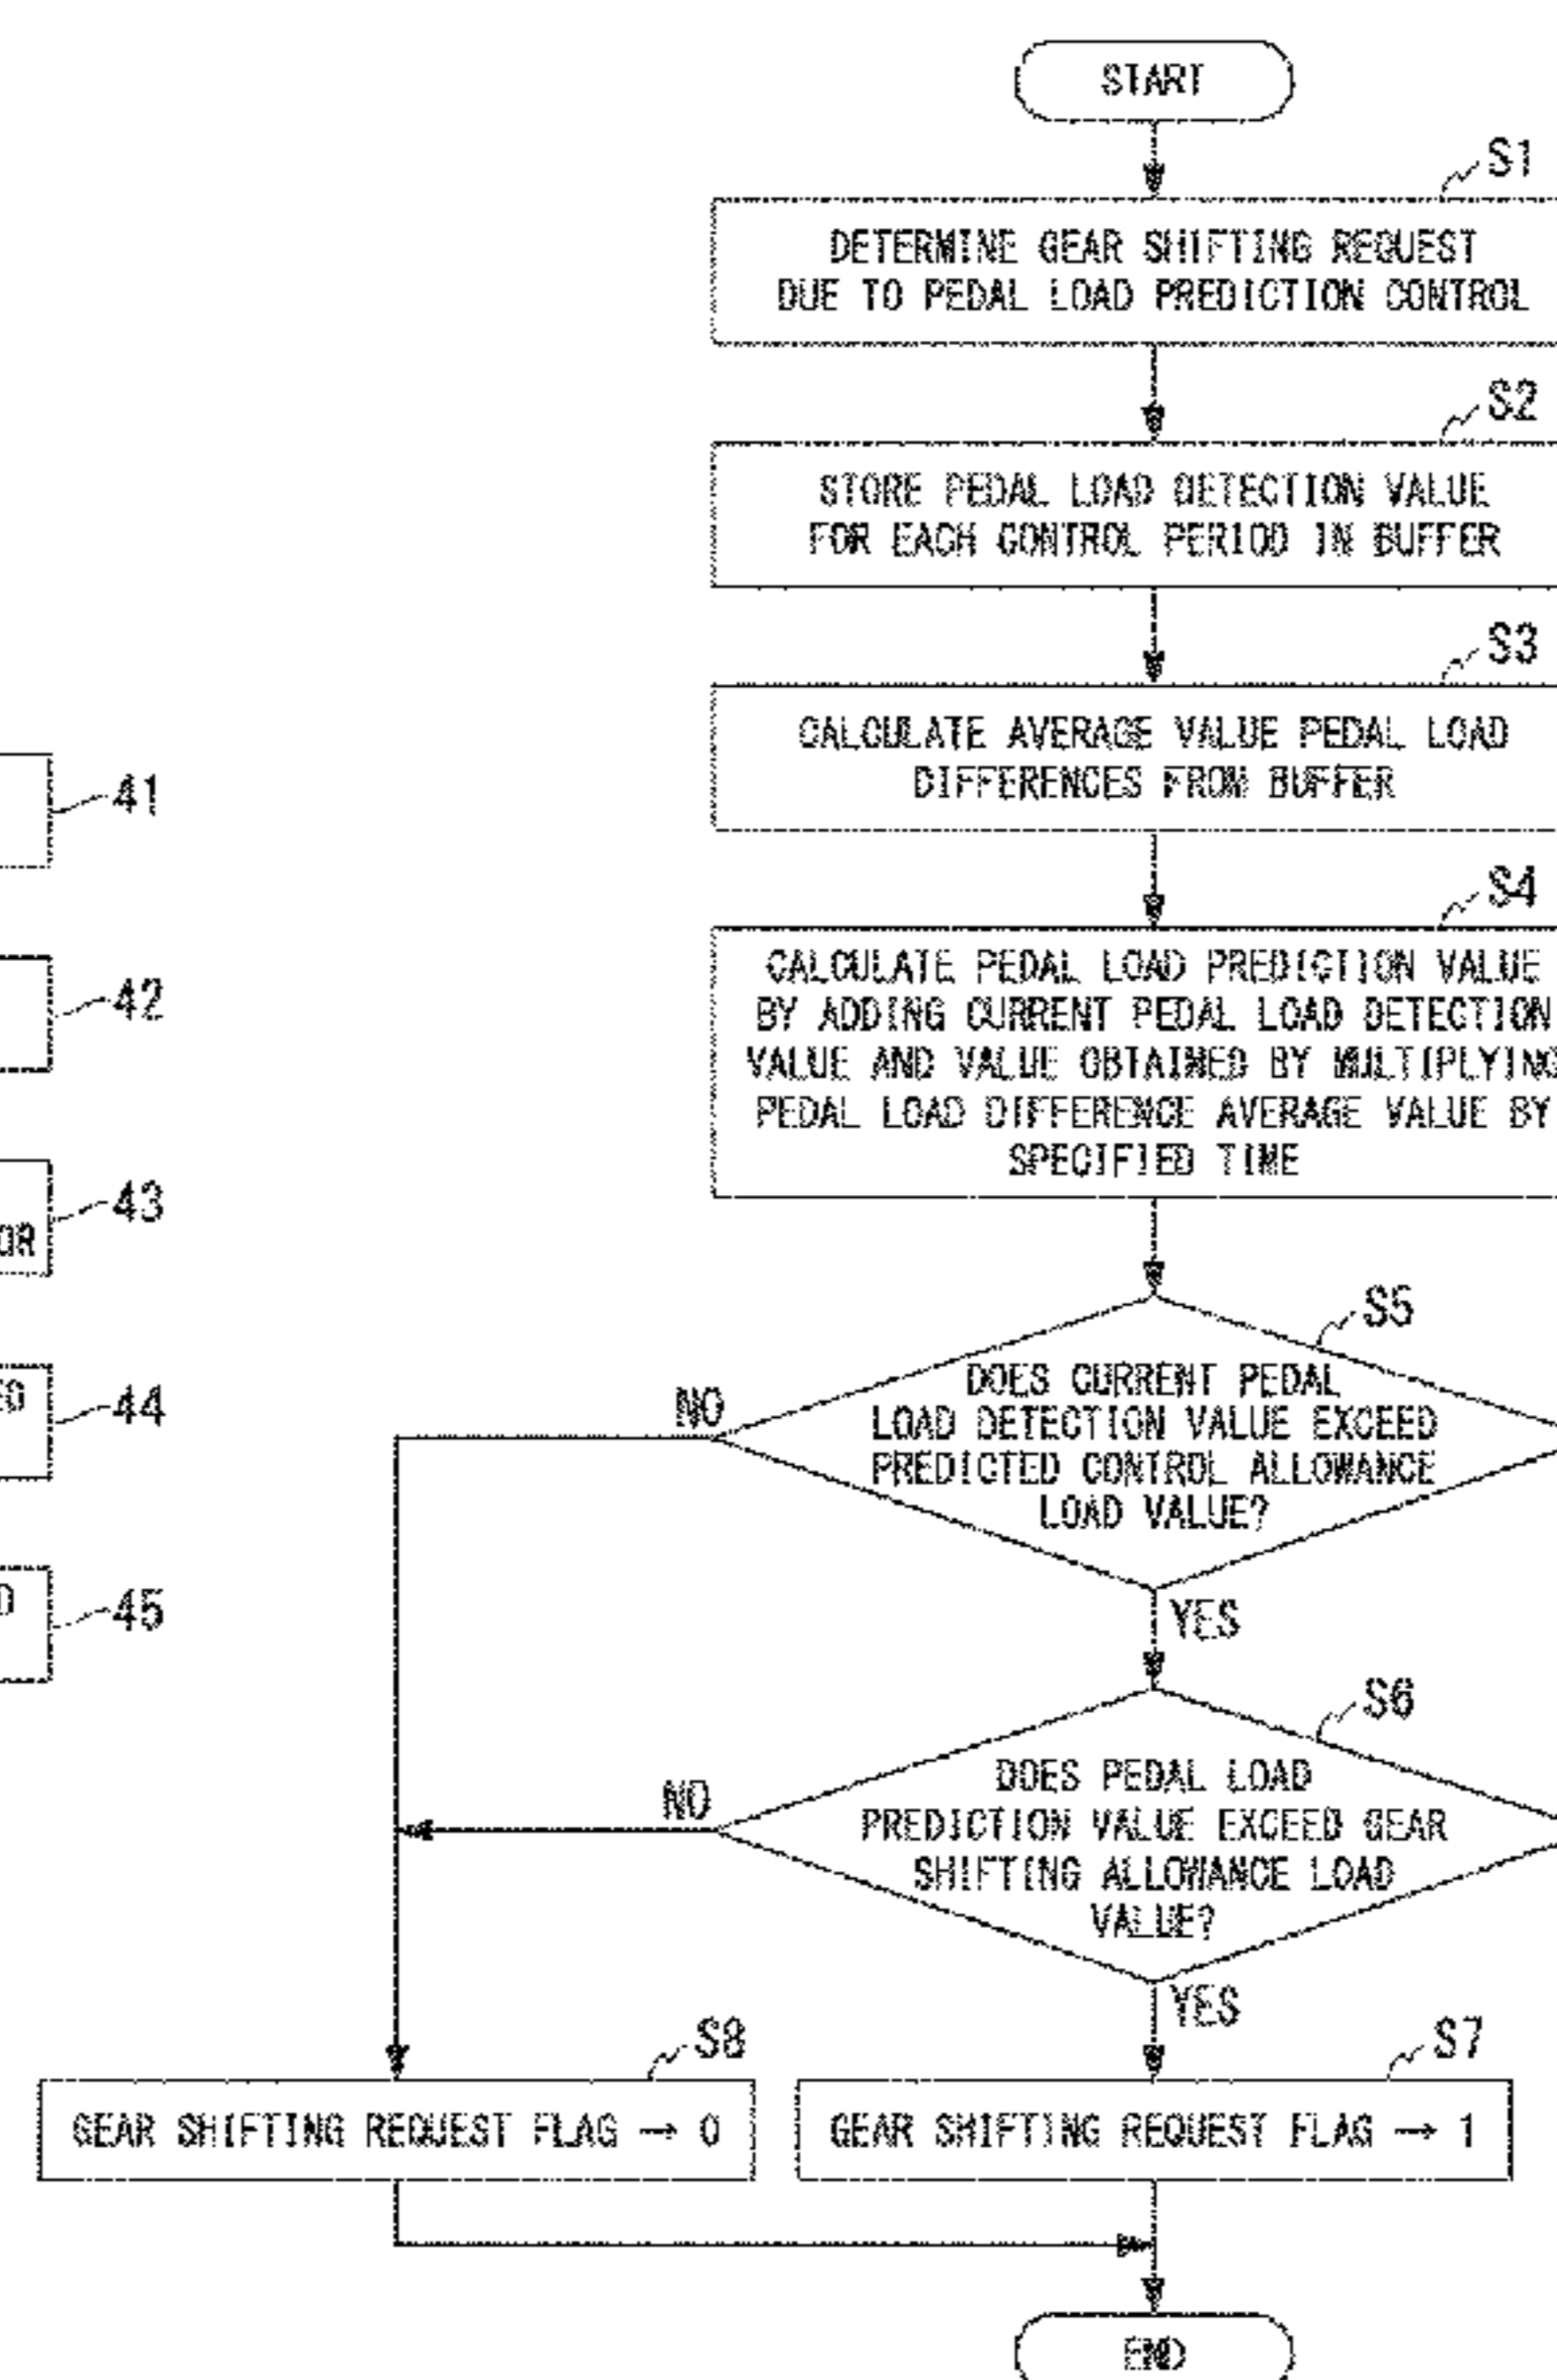 START
S1
DETERMINE GEAR SHIFTING REQUEST
DUE TO PEDAL LOAD PREDICTION CONTROL
S2
STORE PEDAL LOAD DETECTION VALUE
FOR EACH CONTROL PERIOD IN BUFFER
S3
CALCULATE AVERAGE VALUE PEDAL LOAD
DIFFERENCES FROM BUFFER
S4
CALCULATE PEDAL LOAD PREDICTION VALUE
BY ADDING CURRENT PEDAL LOAD DETECTION
VALUE AND VALUE OBTAINED BY MULTIPLYING
PEDAL LOAD DIFFERENCE AVERAGE VALUE BY
SPECIFIED TIME
S5
DOES CURRENT PEDAL
LOAD DETECTION VALUE EXCEED
PREDICTED CONTROL ALLOWANCE
LOAD VALUE?
NO
YES
S6
DOES PEDAL LOAD
PREDICTION VALUE EXCEED GEAR
SHIFTING ALLOWANCE LOAD
VALUE?
NO
YES
S8
GEAR SHIFTING REQUEST FLAG → 0
S7
GEAR SHIFTING REQUEST FLAG → 1
END
41
42
43
OR
44
45